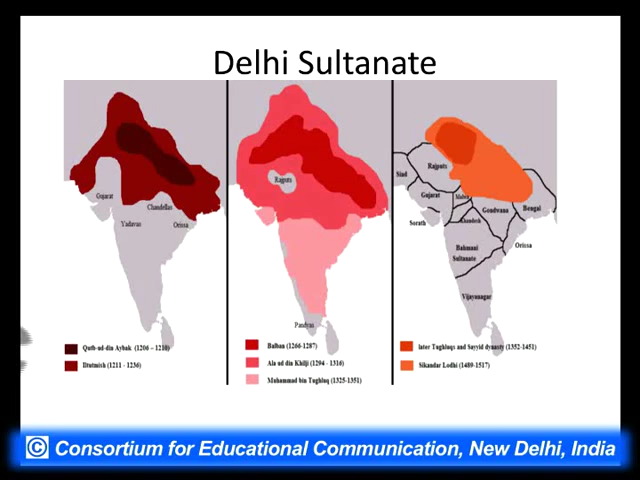 Delhi Sultanate
Gujarat
Chandellas
Yadavas
Orissa
Qutb-ud-din Aybak (1206 – 1210)
Iltutmish (1211 - 1236)
Rajputs
Pandyas
Balban (1266-1287)
Ala ud din Khilji (1294 - 1316)
Muhammad bin Tughluq (1325-1351)
Sind
Rajputs
Gujarat
Malwa
Bengal
Gondwana
Khandesh
Sorath
Orissa
Bahmani
Sultanate
Vijayanagar
later Tughluqs and Sayyid dynasty (1352-1451)
Sikandar Lodhi (1489-1517)
© Consortium for Educational Communication, New Delhi, India